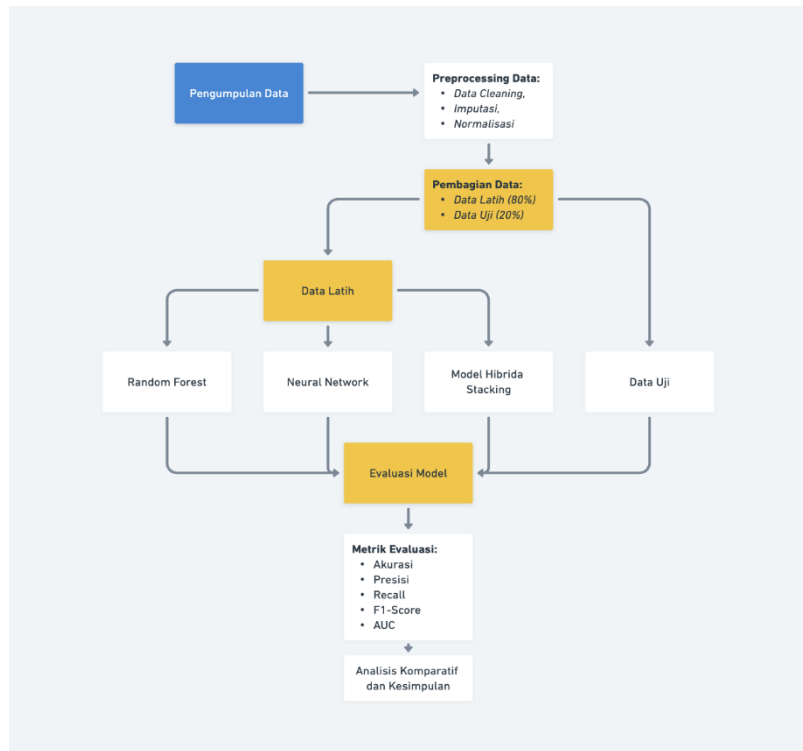 Pengumpulan Data
Preprocessing Data:
• Data Cleaning,
• Imputasi,
• Normalisasi
Pembagian Data:
• Data Latih (80%)
• Data Uji (20%)
Data Latih
Random Forest
Neural Network
Model Hibrida
Stacking
Data Uji
Evaluasi Model
Metrik Evaluasi:
• Akurasi
• Presisi
• Recall
• F1-Score
• AUC
Analisis Komparatif
dan Kesimpulan